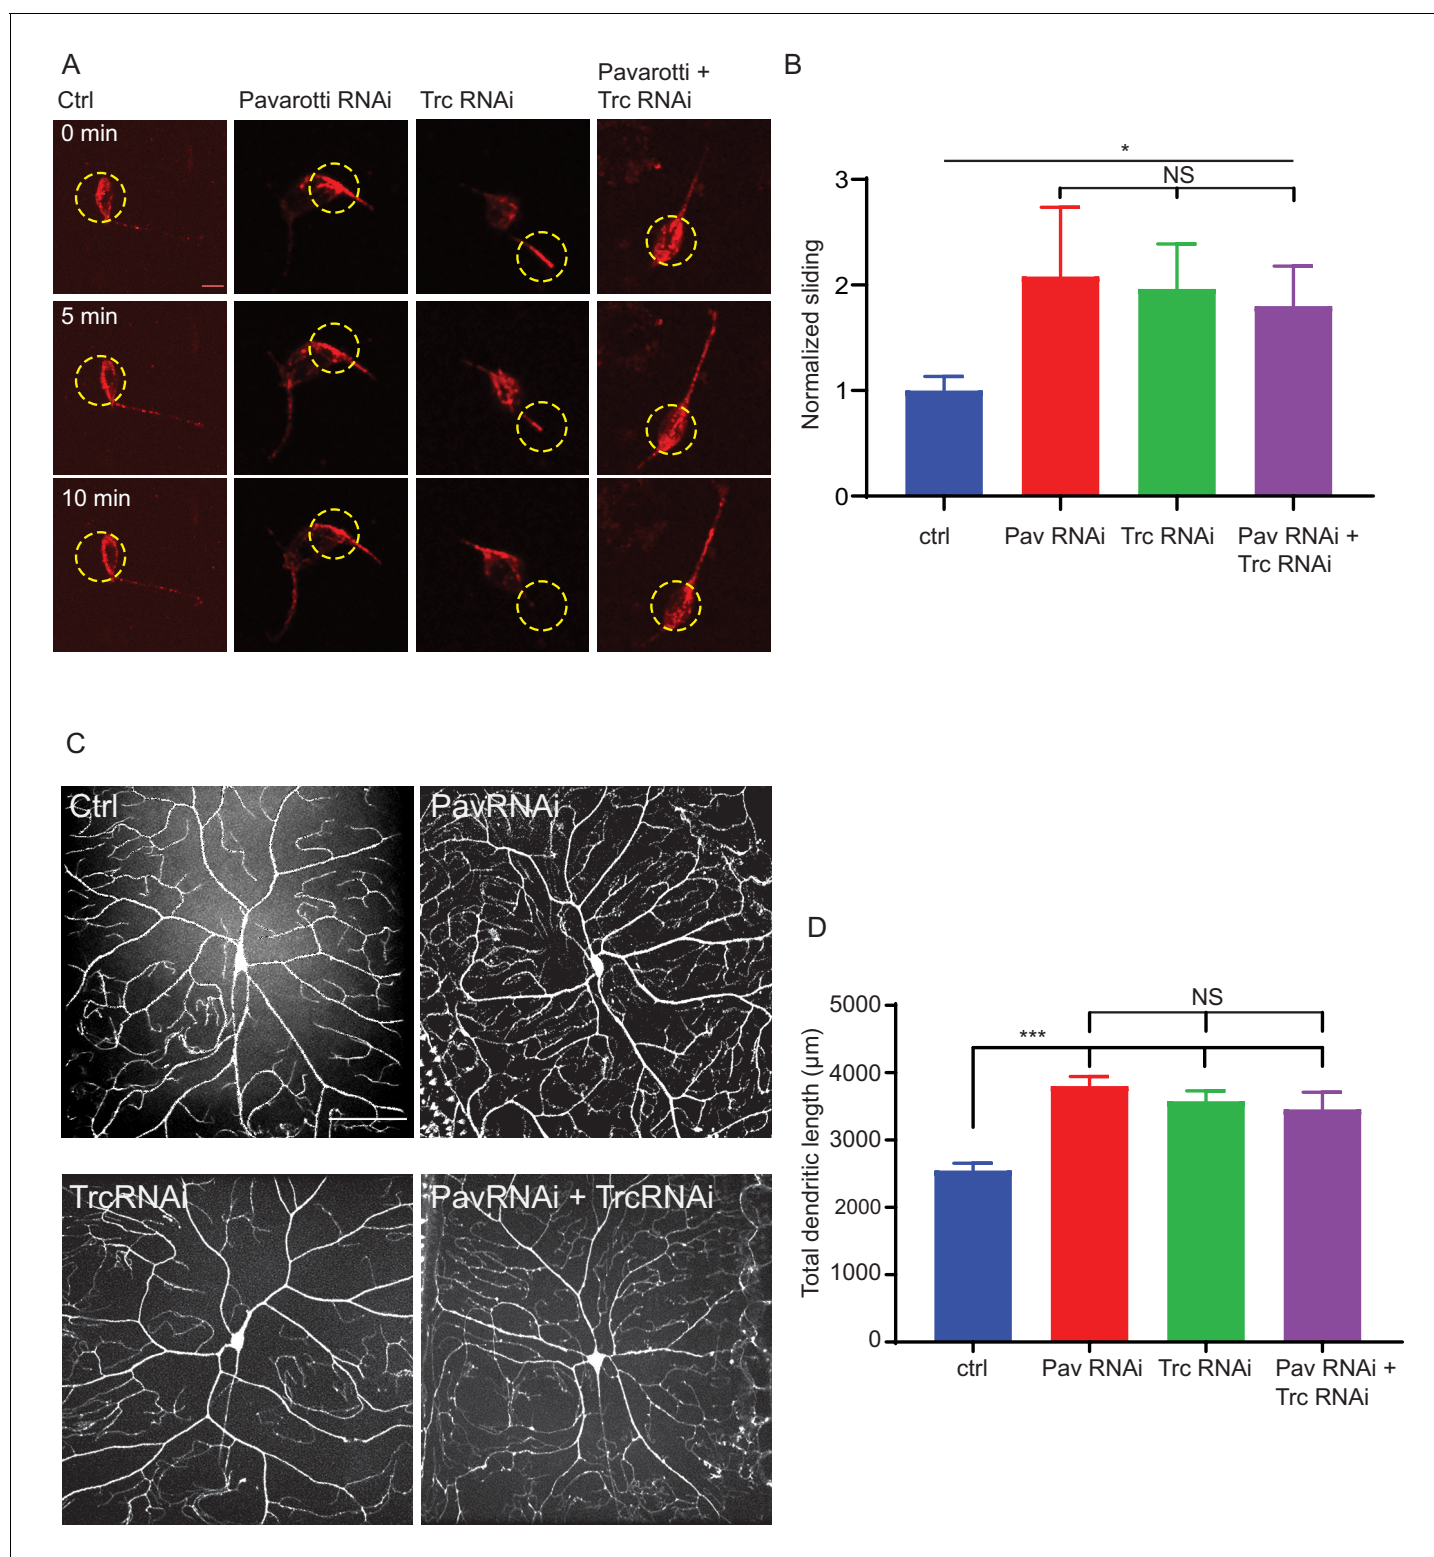 A
Ctrl
Pavarotti RNAi
Trc RNAi
Pavarotti +
Trc RNAi
0 min
5 min
10 min
B
*
NS
3
2
1
0
Normalized sliding
ctrl
Pav RNAi
Trc RNAi
Pav RNAi +
Trc RNAi
C
Ctrl
PavRNAi
TrcRNAi
PavRNAi + TrcRNAi
D
NS
***
5000
4000
3000
2000
1000
0
Total dendritic length (µm)
ctrl
Pav RNAi
Trc RNAi
Pav RNAi +
Trc RNAi